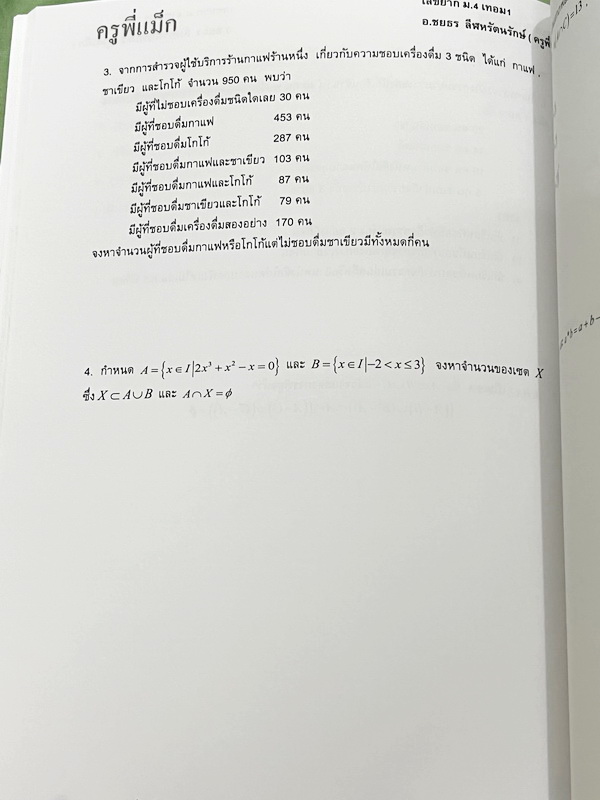 ครูพี่แม็ก
เลขยาก ม.4 เทอม1
อ.ชยธร ลีฬหรัตนรักษ์ ( ครูพี่
3. จากการสำรวจผู้ใช้บริการร้านกาแฟร้านหนึ่ง เกี่ยวกับความชอบเครื่องดื่ม 3 ชนิด ได้แก่ กาแฟ ,
ชาเขียว และโกโก้ จำนวน 950 คน พบว่า
มีผู้ที่ไม่ชอบเครื่องดื่มชนิดใดเลย 30 คน
มีผู้ที่ชอบดื่มกาแฟ 453 คน
มีผู้ที่ชอบดื่มโกโก้ 287 คน
มีผู้ที่ชอบดื่มกาแฟและชาเขียว 103 คน
มีผู้ที่ชอบดื่มกาแฟและโกโก้ 87 คน
มีผู้ที่ชอบดื่มชาเขียวและโกโก้ 79 คน
มีผู้ที่ชอบดื่มเครื่องดื่มสองอย่าง 170 คน
จงหาจำนวนผู้ที่ชอบดื่มกาแฟหรือโกโก้แต่ไม่ชอบดื่มชาเขียวมีทั้งหมดกี่คน
4. กำหนด A={x∈I|2x³+x²−x=0} และ B={x∈I|−2<x≤3} จงหาจำนวนของเซต X
ซึ่ง X⊂A∪B และ A∩X=ϕ
C)=13,
a*b=a+b−